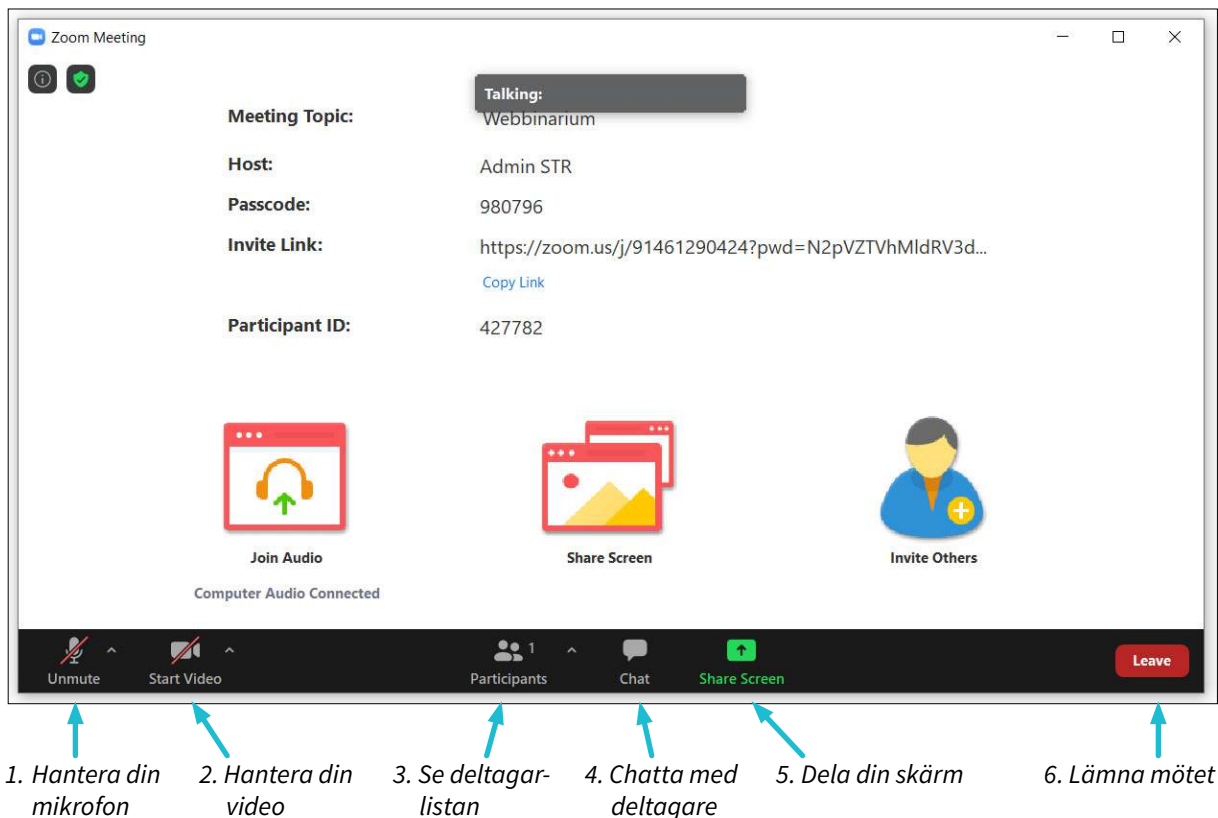 Zoom Meeting
Talking:
Meeting Topic: Webbinarium
Host: Admin STR
Passcode: 980796
Invite Link: https://zoom.us/j/91461290424?pwd=N2pVZTVhMldRV3d...
Copy Link
Participant ID: 427782
Join Audio Share Screen Invite Others
Computer Audio Connected
1
Unmute Start Video Participants Chat Share Screen Leave
1. Hantera din mikrofon
2. Hantera din video
3. Se deltagar-
listan
4. Chatta med
deltagare
5. Dela din skärm
6. Lämna mötet